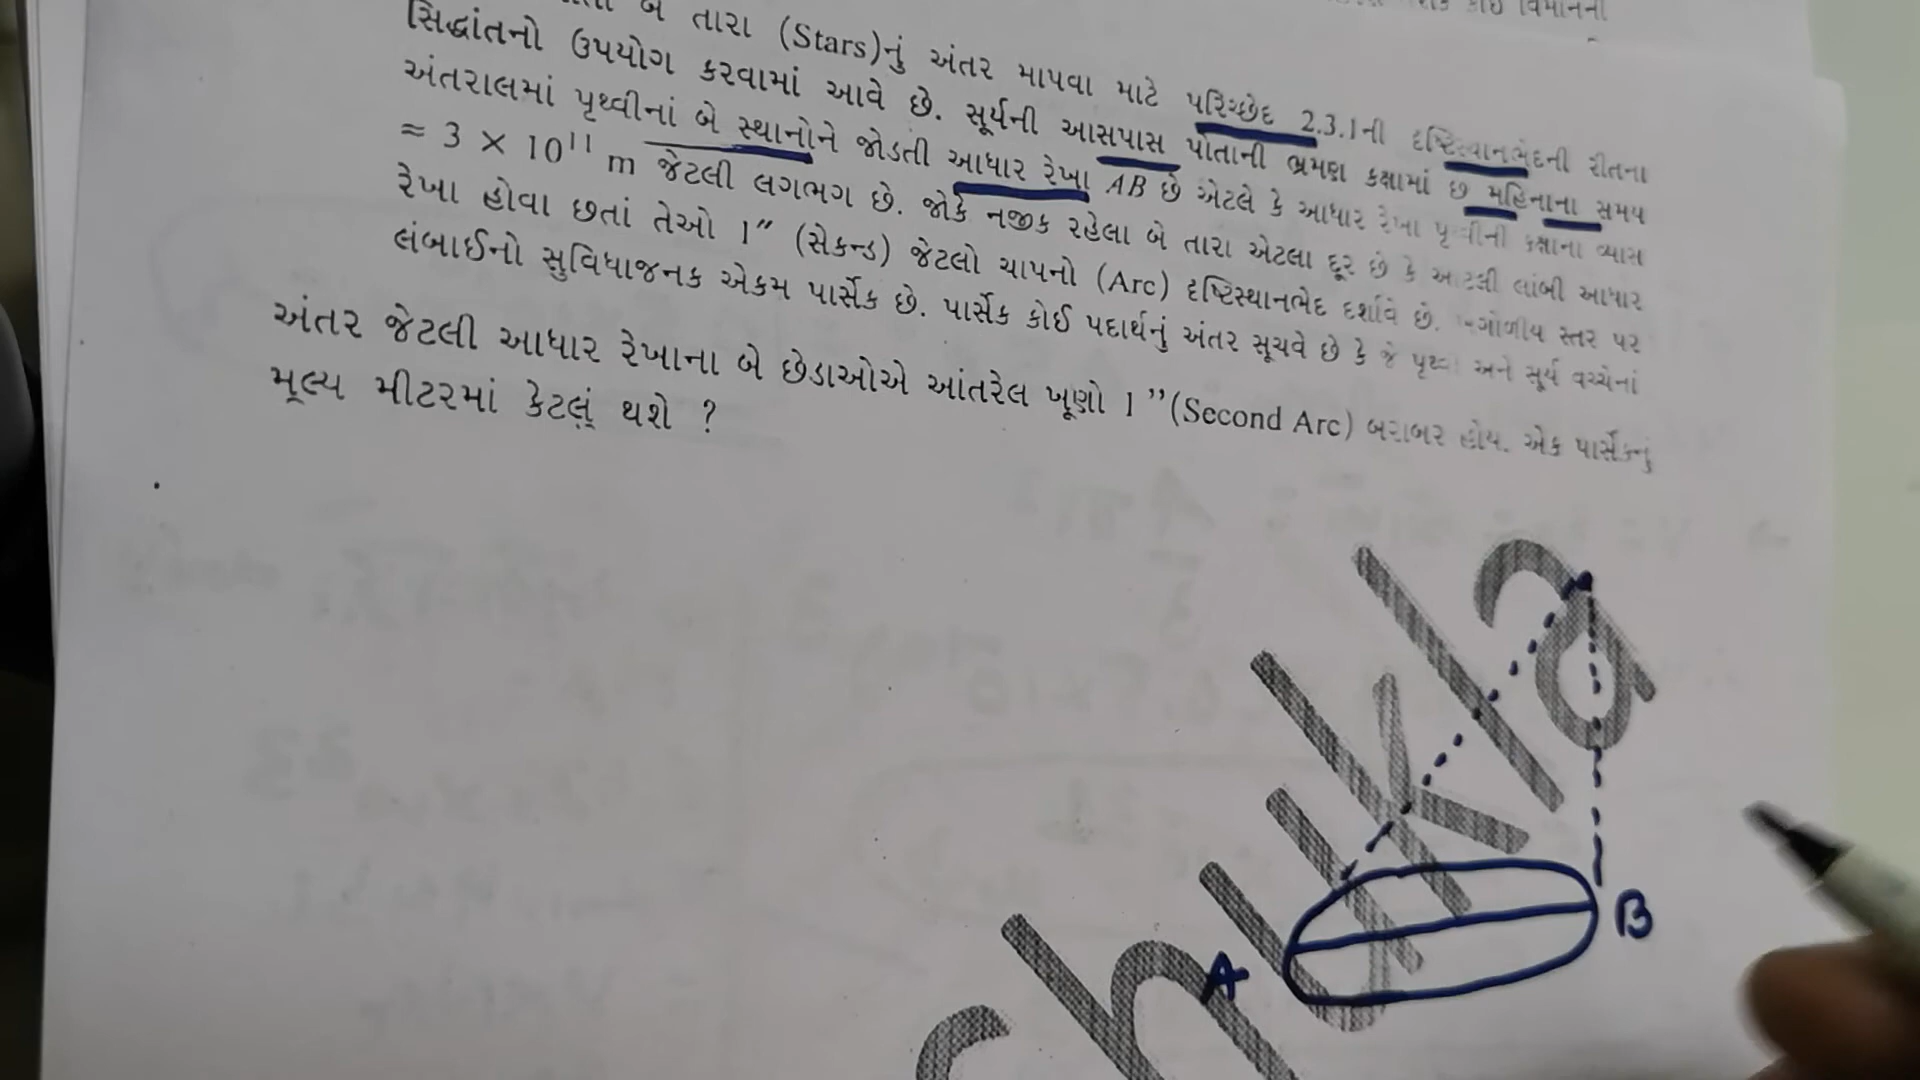 બે તારા (Stars)નું અંતર માપવા માટે પરિચ્છેદ 2.3.1ની દૃષ્ટિસ્થાનભેદની રીતના
સિદ્ધાંતનો ઉપયોગ કરવામાં આવે છે. સૂર્યની આસપાસ પોતાની ભ્રમણ કક્ષામાં છ મહિનાના સમય
અંતરાલમાં પૃથ્વીનાં બે સ્થાનોને જોડતી આધાર રેખા AB છે એટલે કે આધાર રેખા પૃથ્વીની કક્ષાના વ્યાસ
≈ 3 × 10¹¹ m જેટલી લગભગ છે. જોકે નજીક રહેલા બે તારા એટલા દૂર છે કે આટલી લાંબી આધાર
રેખા હોવા છતાં તેઓ 1″ (સેકન્ડ) જેટલો ચાપનો (Arc) દૃષ્ટિસ્થાનભેદ દર્શાવે છે. ખગોળીય સ્તર પર
લંબાઈનો સુવિધાજનક એકમ પાર્સેક છે. પાર્સેક કોઈ પદાર્થનું અંતર સૂચવે છે કે જે પૃથ્વી અને સૂર્ય વચ્ચેનાં
અંતર જેટલી આધાર રેખાના બે છેડાઓએ આંતરેલ ખૂણો 1 ”(Second Arc) બરાબર હોય. એક પાર્સેકનું
મૂલ્ય મીટરમાં કેટલું થશે ?
shukla
A
B